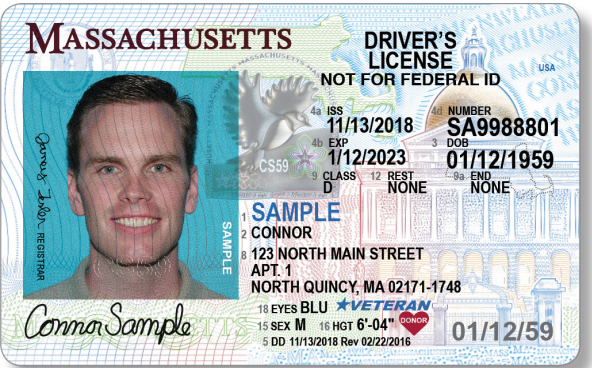 MASSACHUSETTS
DRIVER'S
LICENSE
NOT FOR FEDERAL ID
USA
4a ISS
11/13/2018
4d NUMBER
SA9988801
4b EXP
1/12/2023
3 DOB
01/12/1959
9 CLASS
D
12 REST
NONE
9a END
NONE
CS59
1 SAMPLE
2 CONNOR
8 123 NORTH MAIN STREET
APT. 1
NORTH QUINCY, MA 02171-1748
18 EYES BLU ★VETERAN
15 SEX M 16 HGT 6'-04" DONOR
5 DD 11/13/2018 Rev 02/22/2016
01/12/59
REGISTRAR
SAMPLE
Connor Sample